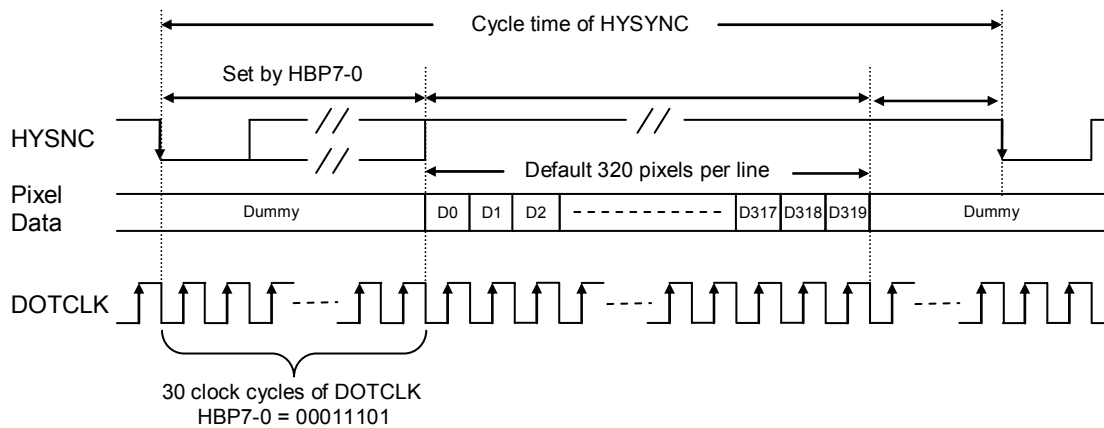 Cycle time of HYSYNC
Set by HBP7-0
HYSNC
Default 320 pixels per line
Pixel
Data
Dummy D0 D1 D2 D317 D318 D319 Dummy
DOTCLK
30 clock cycles of DOTCLK
HBP7-0 = 00011101